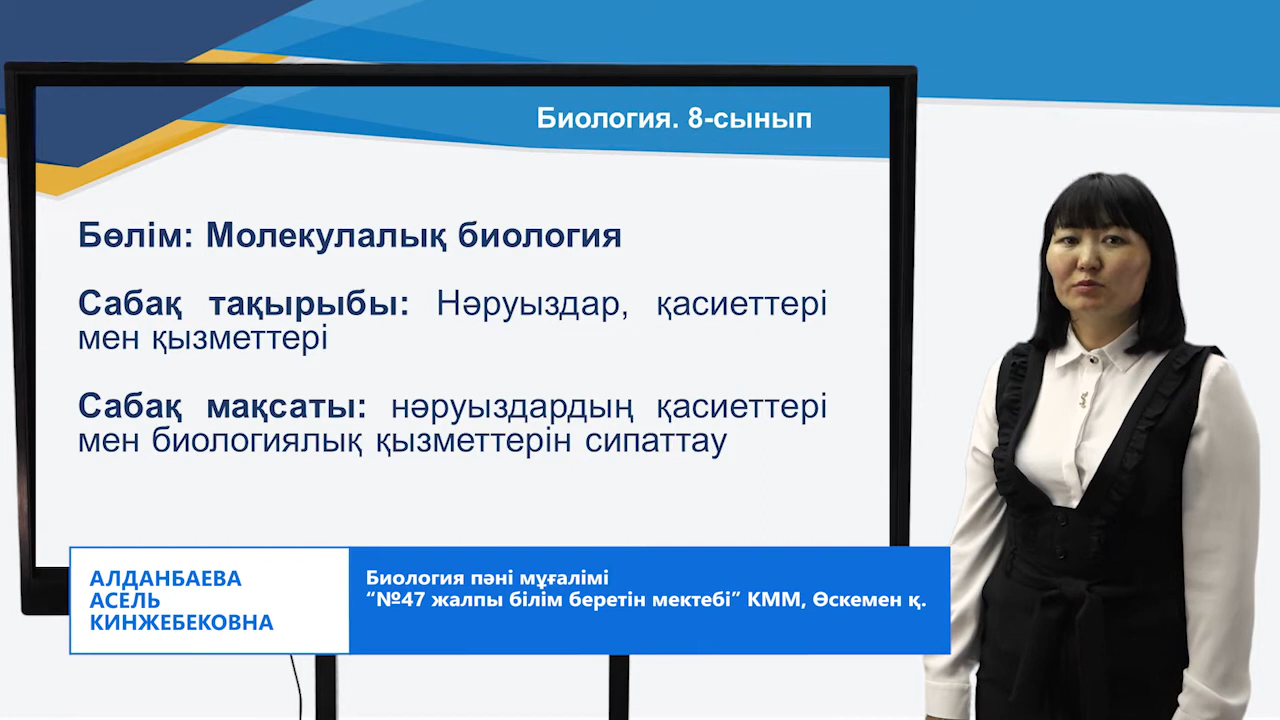 Биология. 8-сынып
Бөлім: Молекулалық биология
Сабақ тақырыбы: Нәруыздар, қасиеттері
мен қызметтері
Сабақ мақсаты: нәруыздардың қасиеттері
мен биологиялық қызметтерін сипаттау
АЛДАНБАЕВА
АСЕЛЬ
КИНЖЕБЕКОВНА
Биология пәні мұғалімі
“№47 жалпы білім беретін мектебі” КММ, Өскемен қ.